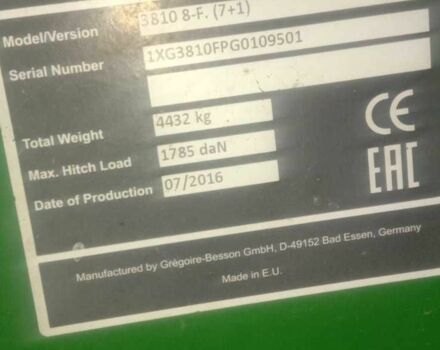 Model/Version 3810 8-F. (7+1)
Serial Number 1XG3810FPG0109501
Total Weight 4432 kg
Max. Hitch Load 1785 daN
Date of Production 07/2016
CE
EAC
Manufactured by Grégoire-Besson GmbH, D-49152 Bad Essen, Germany
Made in E.U.